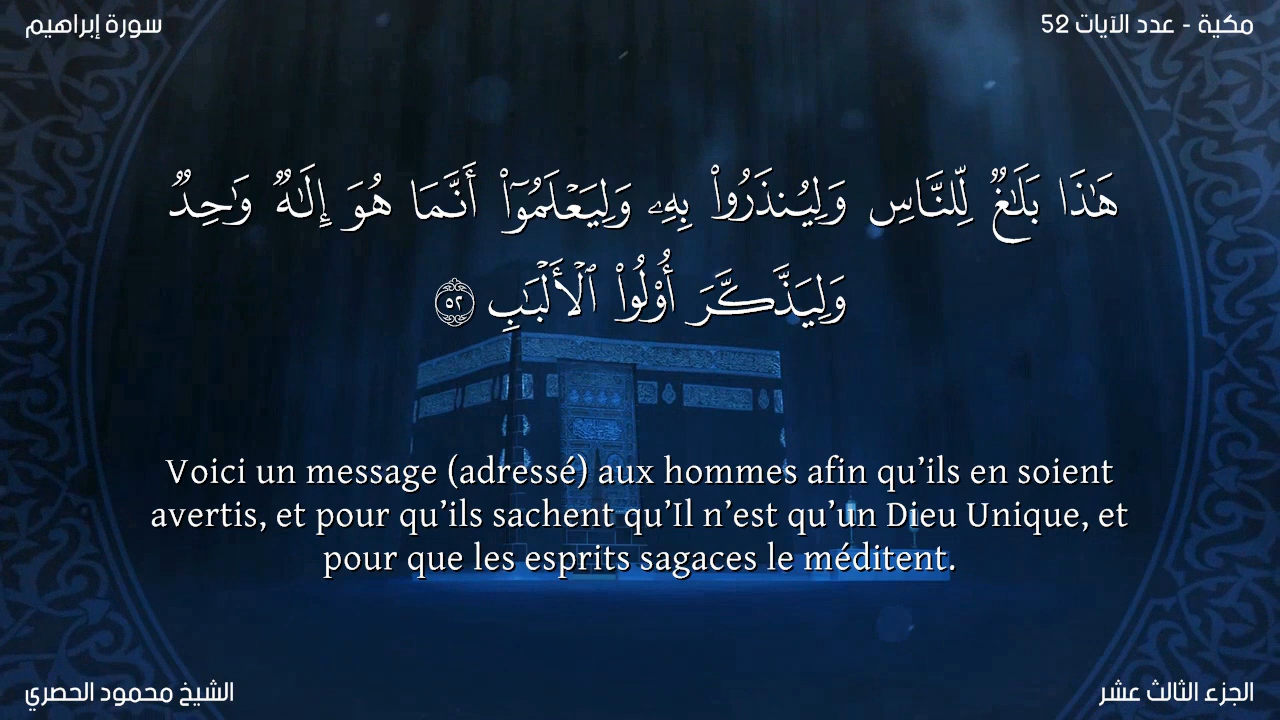 مكية - عدد الآيات 52
سورة إبراهيم
هَٰذَا بَلَٰغٌ لِّلنَّاسِ وَلِيُنذَرُوا۟ بِهِۦ وَلِيَعْلَمُوٓا۟ أَنَّمَا هُوَ إِلَٰهٌ وَٰحِدٌ
وَلِيَذَّكَّرَ أُو۟لُوا۟ ٱلْأَلْبَٰبِ ٥٢
Voici un message (adressé) aux hommes afin qu’ils en soient
avertis, et pour qu’ils sachent qu’Il n’est qu’un Dieu Unique, et
pour que les esprits sagaces le méditent.
الجزء الثالث عشر
الشيخ محمود الحصري